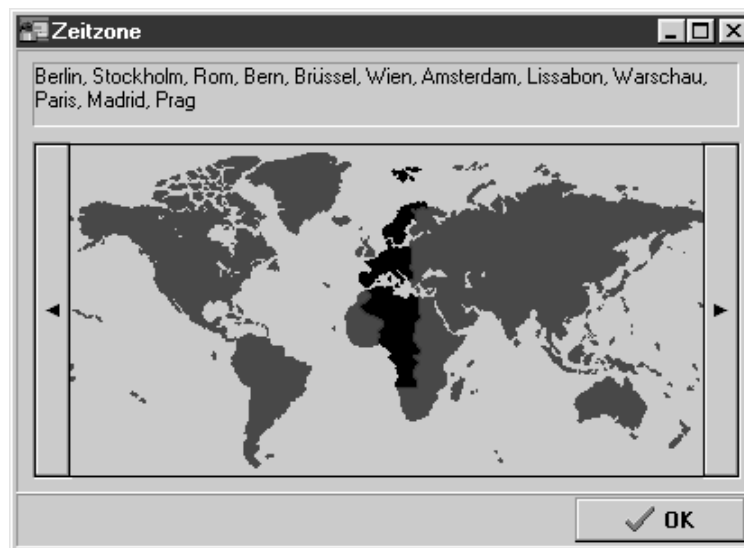 Zeitzone
Berlin, Stockholm, Rom, Bern, Brüssel, Wien, Amsterdam, Lissabon, Warschau,
Paris, Madrid, Prag
OK